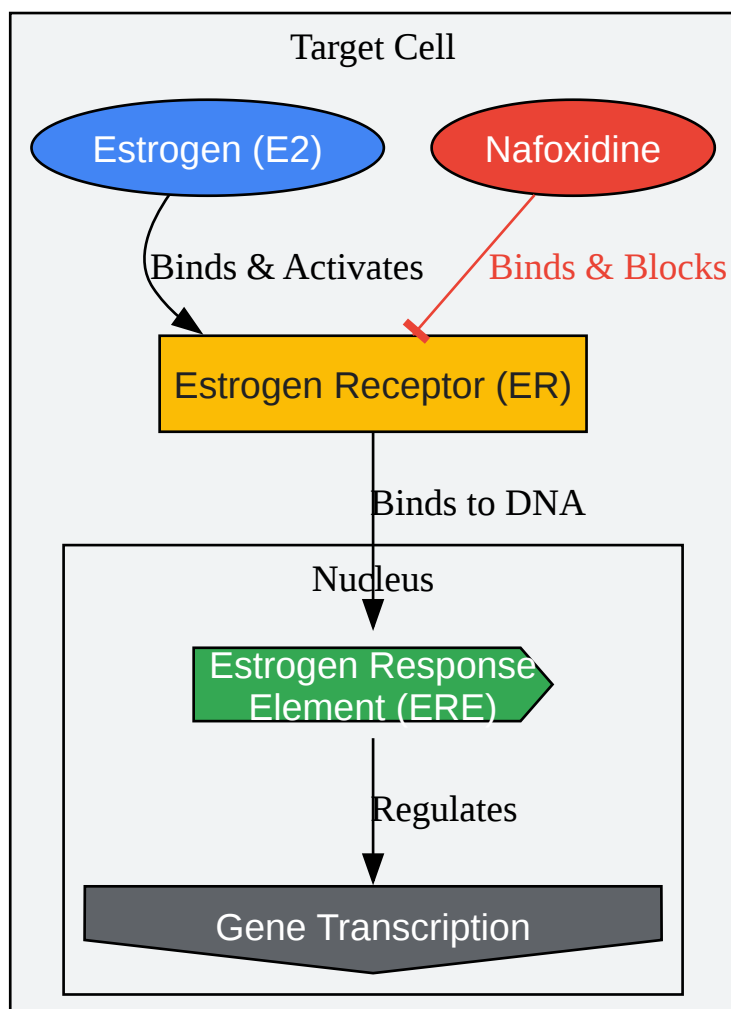 Target Cell
Estrogen (E2)
Nafoxidine
Binds & Activates
Binds & Blocks
Estrogen Receptor (ER)
Binds to DNA
Nucleus
Estrogen Response
Element (ERE)
Regulates
Gene Transcription